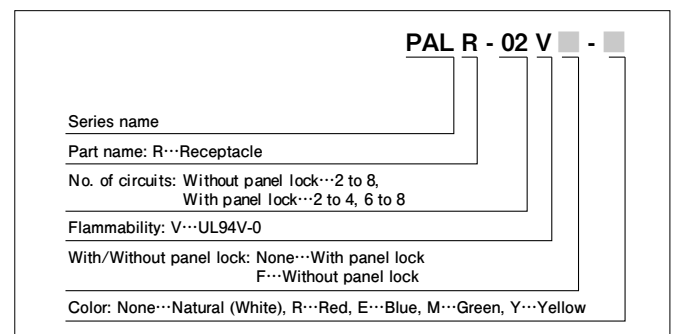 PAL R - 02 V -
Series name
Part name: R…Receptacle
No. of circuits: Without panel lock…2 to 8,
With panel lock…2 to 4, 6 to 8
Flammability: V…UL94V-0
With/Without panel lock: None…With panel lock
F…Without panel lock
Color: None…Natural (White), R…Red, E…Blue, M…Green, Y…Yellow